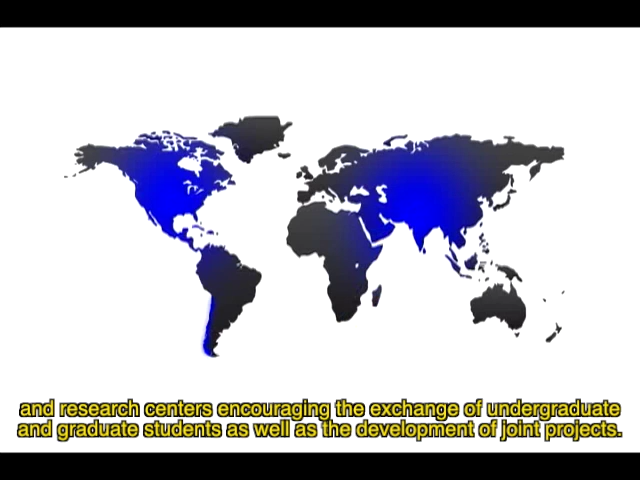 and research centers encouraging the exchange of undergraduate
and graduate students as well as the development of joint projects.